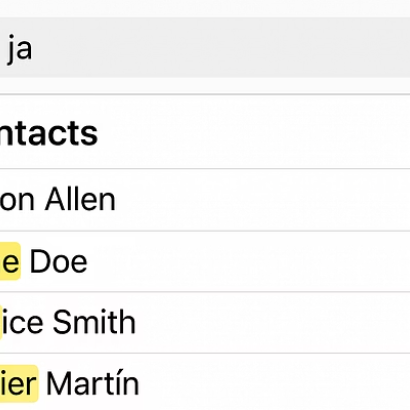 ja
ntacts
on Allen
e Doe
ice Smith
ier Martín